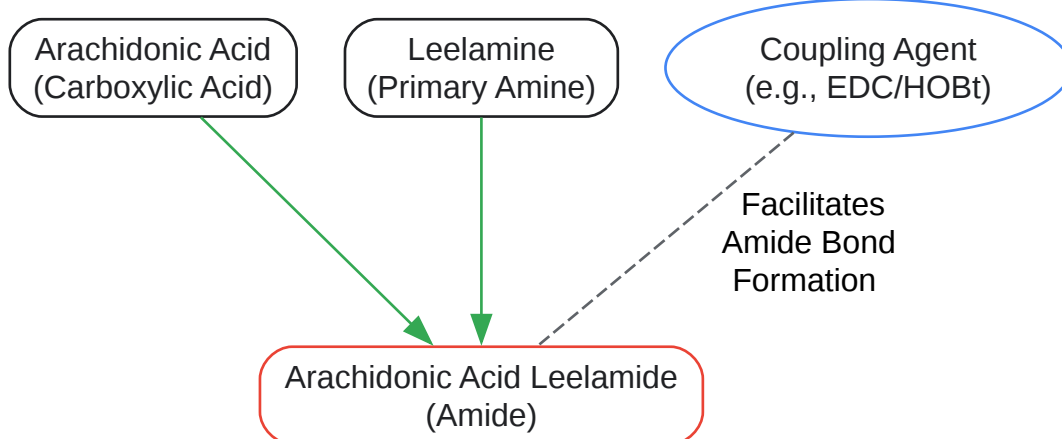 Arachidonic Acid
(Carboxylic Acid)
Leelamine
(Primary Amine)
Coupling Agent
(e.g., EDC/HOBt)
Facilitates
Amide Bond
Formation
Arachidonic Acid Leelamide
(Amide)